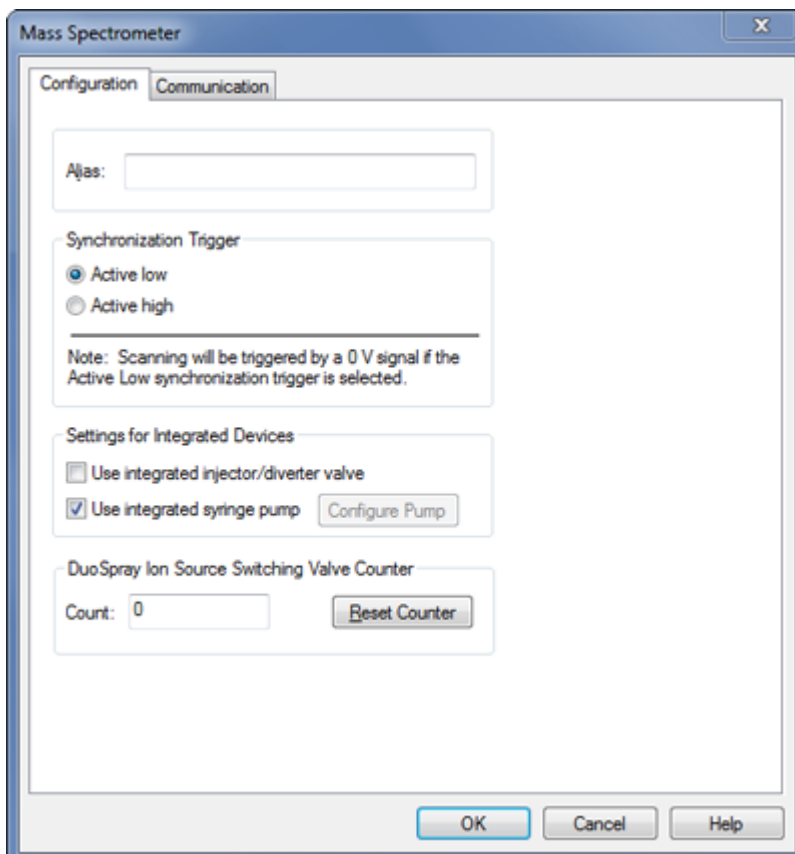 Mass Spectrometer
Configuration
Communication
Alias:
Synchronization Trigger
Active low
Active high
Note: Scanning will be triggered by a 0 V signal if the
Active Low synchronization trigger is selected.
Settings for Integrated Devices
Use integrated injector/diverter valve
Use integrated syringe pump
Configure Pump
DuoSpray Ion Source Switching Valve Counter
Count: 0
Reset Counter
OK
Cancel
Help